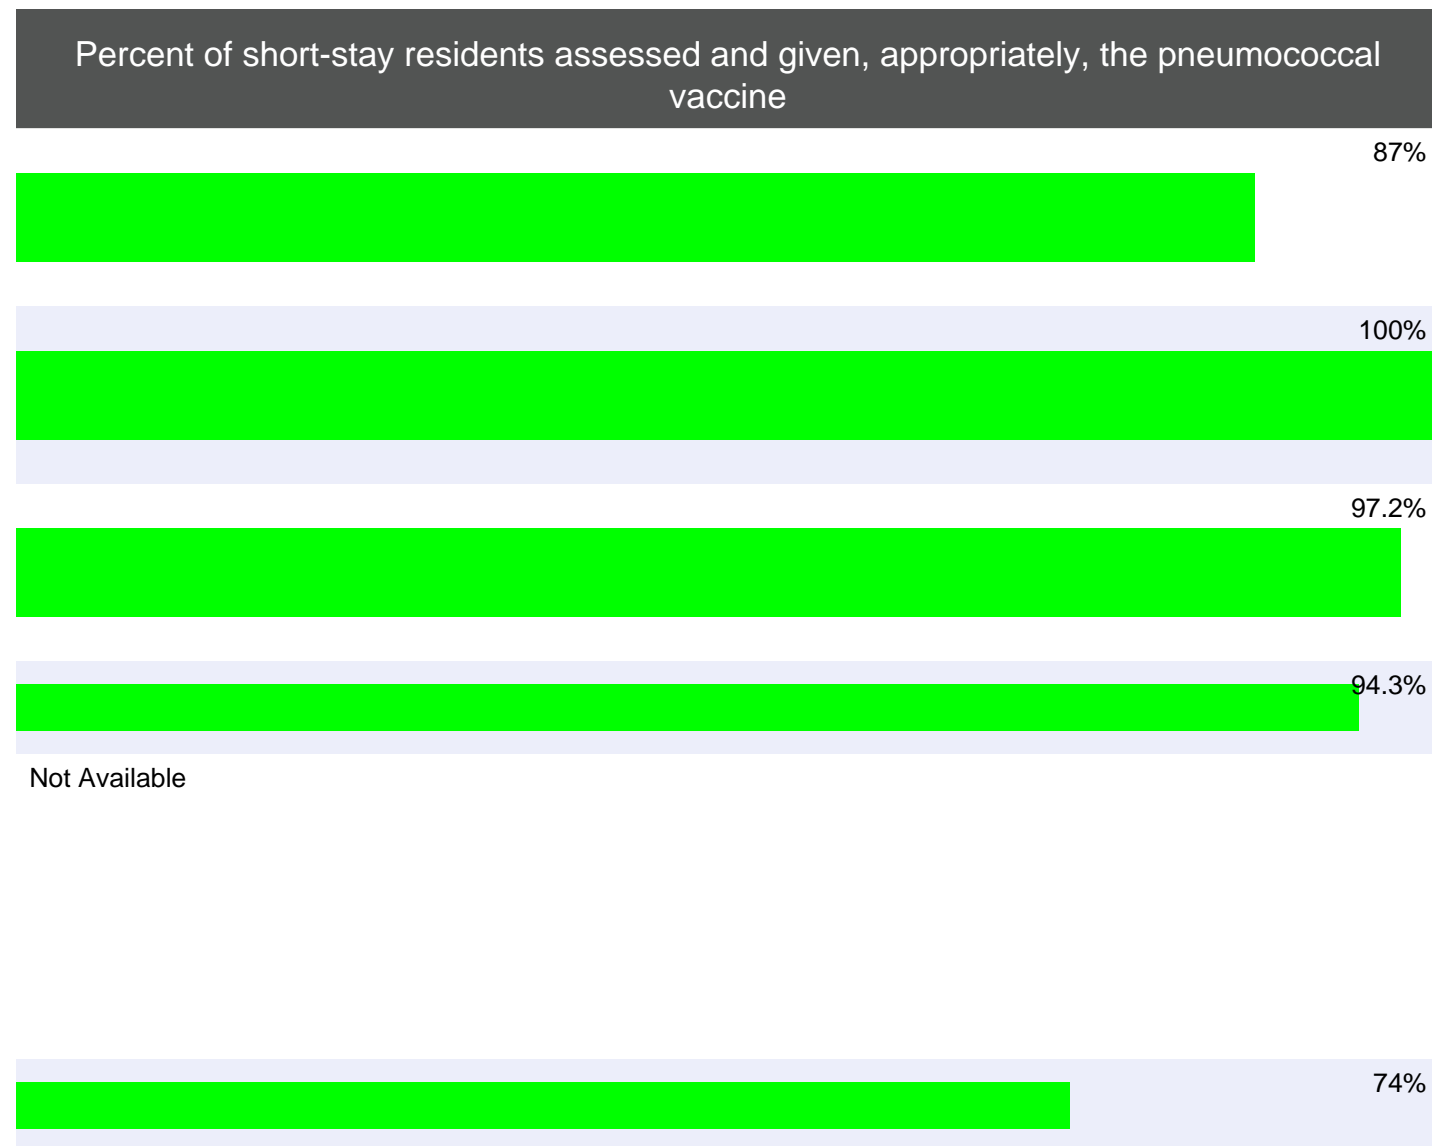 Percent of short-stay residents assessed and given, appropriately, the pneumococcal
vaccine
87%
100%
97.2%
94.3%
Not Available
74%